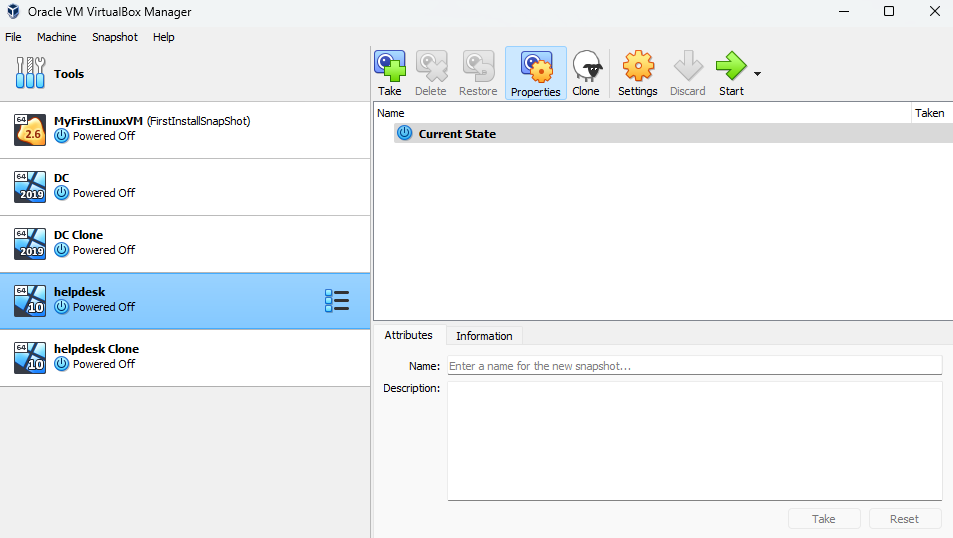 Oracle VM VirtualBox Manager
File Machine Snapshot Help
Tools
Take Delete Restore Properties Clone Settings Discard Start
64
2.6
MyFirstLinuxVM (FirstInstallSnapShot)
Powered Off
64
2019
DC
Powered Off
64
2019
DC Clone
Powered Off
64
10
helpdesk
Powered Off
64
10
helpdesk Clone
Powered Off
Name Taken
Current State
Attributes Information
Name: Enter a name for the new snapshot...
Description:
Take Reset